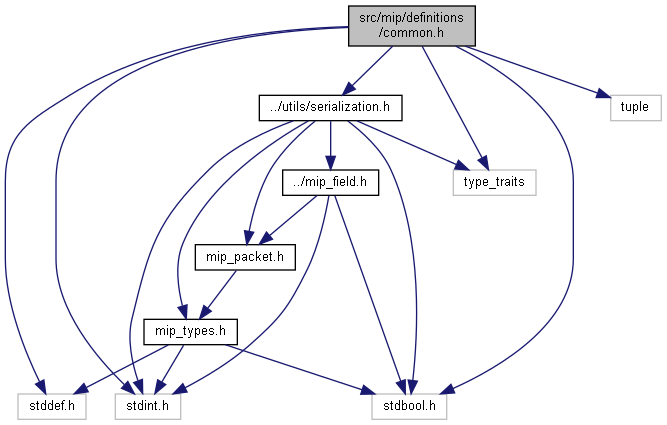 src/mip/definitions
/common.h
../utils/serialization.h
tuple
../mip_field.h
type_traits
mip_packet.h
mip_types.h
stddef.h
stdint.h
stdbool.h